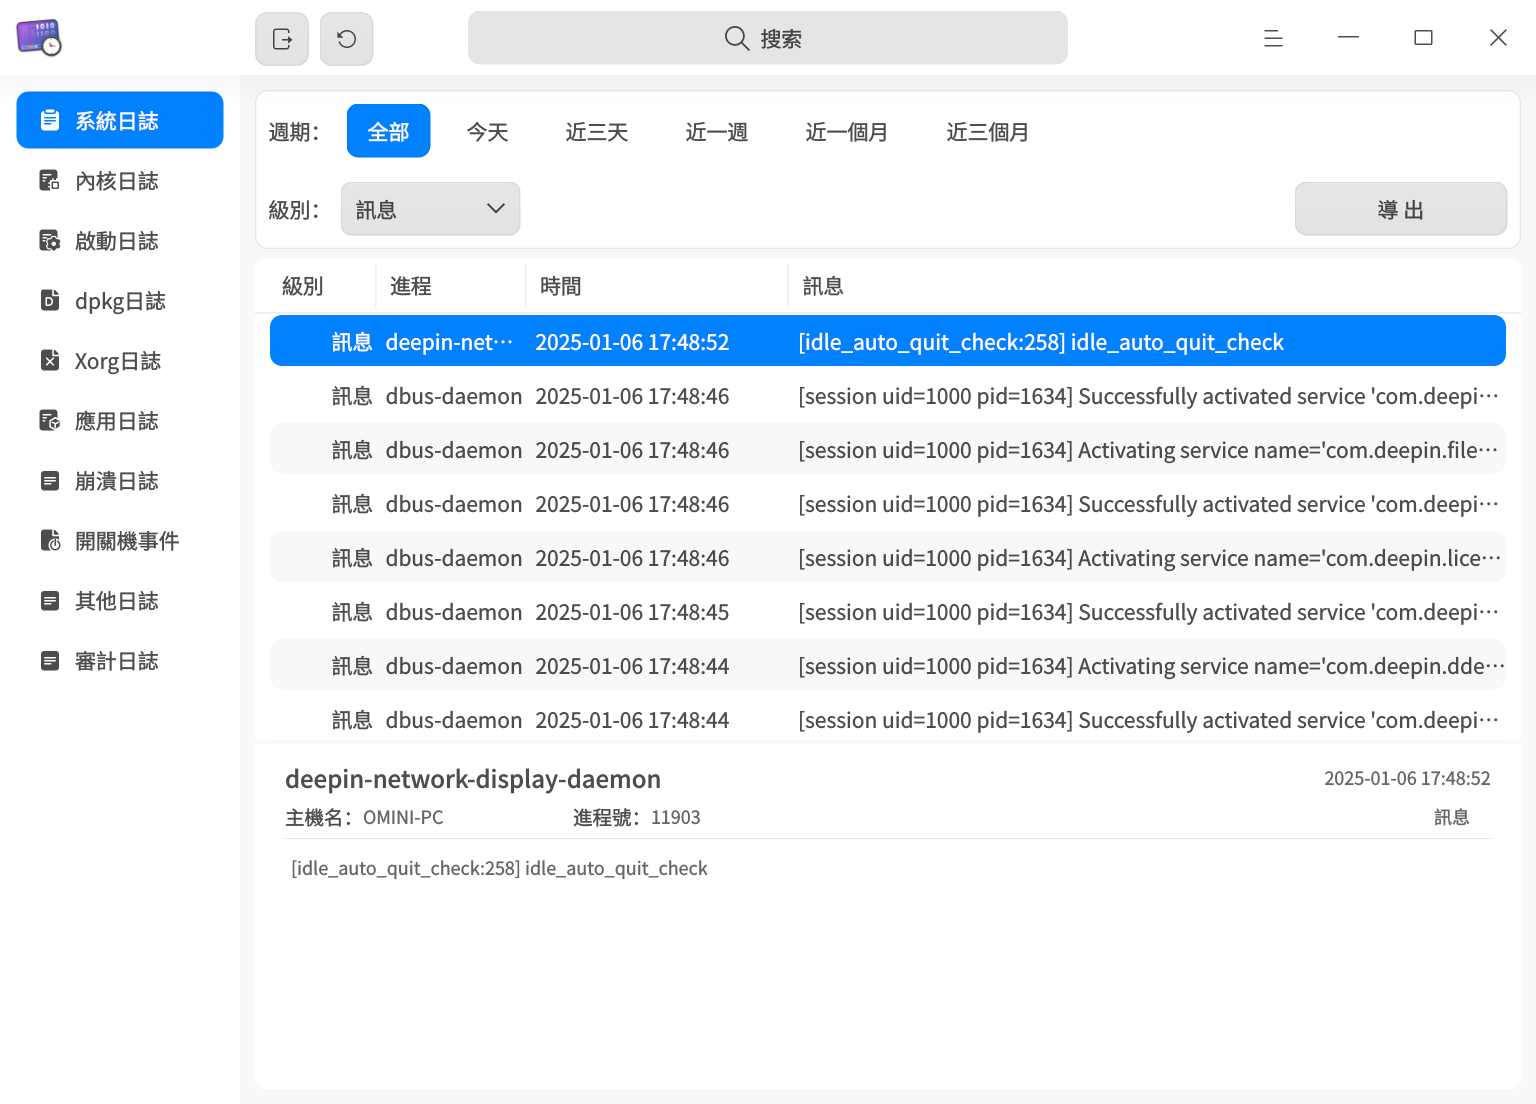 搜索
系統日誌
內核日誌
啟動日誌
dpkg日誌
Xorg日誌
應用日誌
崩潰日誌
開關機事件
其他日誌
審計日誌
週期： 全部 今天 近三天 近一週 近一個月 近三個月
級別： 訊息 導 出
級別 進程 時間 訊息
訊息 deepin-net··· 2025-01-06 17:48:52 [idle_auto_quit_check:258] idle_auto_quit_check
訊息 dbus-daemon 2025-01-06 17:48:46 [session uid=1000 pid=1634] Successfully activated service 'com.deepi···
訊息 dbus-daemon 2025-01-06 17:48:46 [session uid=1000 pid=1634] Activating service name='com.deepin.file···
訊息 dbus-daemon 2025-01-06 17:48:46 [session uid=1000 pid=1634] Successfully activated service 'com.deepi···
訊息 dbus-daemon 2025-01-06 17:48:46 [session uid=1000 pid=1634] Activating service name='com.deepin.lice···
訊息 dbus-daemon 2025-01-06 17:48:45 [session uid=1000 pid=1634] Successfully activated service 'com.deepi···
訊息 dbus-daemon 2025-01-06 17:48:44 [session uid=1000 pid=1634] Activating service name='com.deepin.dde···
訊息 dbus-daemon 2025-01-06 17:48:44 [session uid=1000 pid=1634] Successfully activated service 'com.deepi···
deepin-network-display-daemon 2025-01-06 17:48:52
主機名： OMINI-PC 進程號： 11903 訊息
[idle_auto_quit_check:258] idle_auto_quit_check